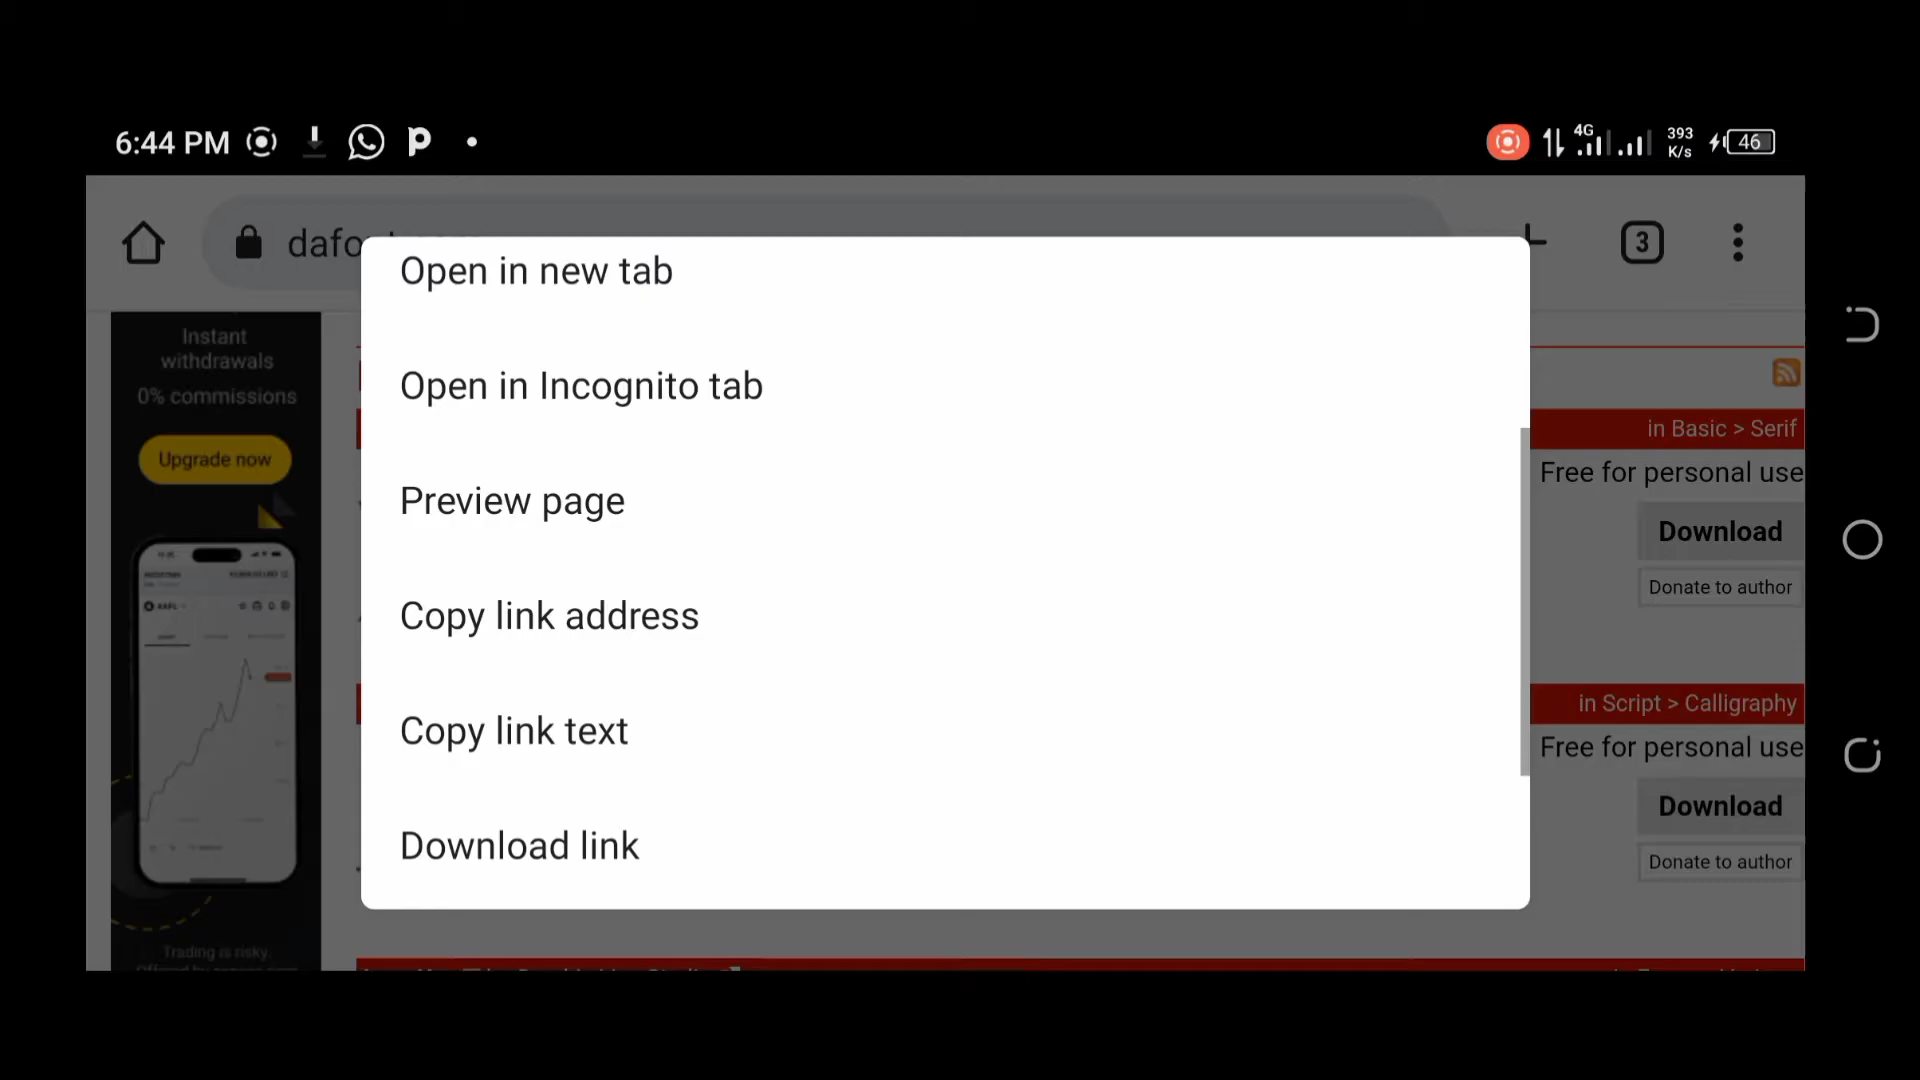 6:44 PM
4G
393
K/s
46
dafo
3
Open in new tab
Open in Incognito tab
Preview page
Copy link address
Copy link text
Download link
Instant
withdrawals
0% commissions
Upgrade now
AAPL
Trading is risky.
in Basic > Serif
Free for personal use
Download
Donate to author
in Script > Calligraphy
Free for personal use
Download
Donate to author